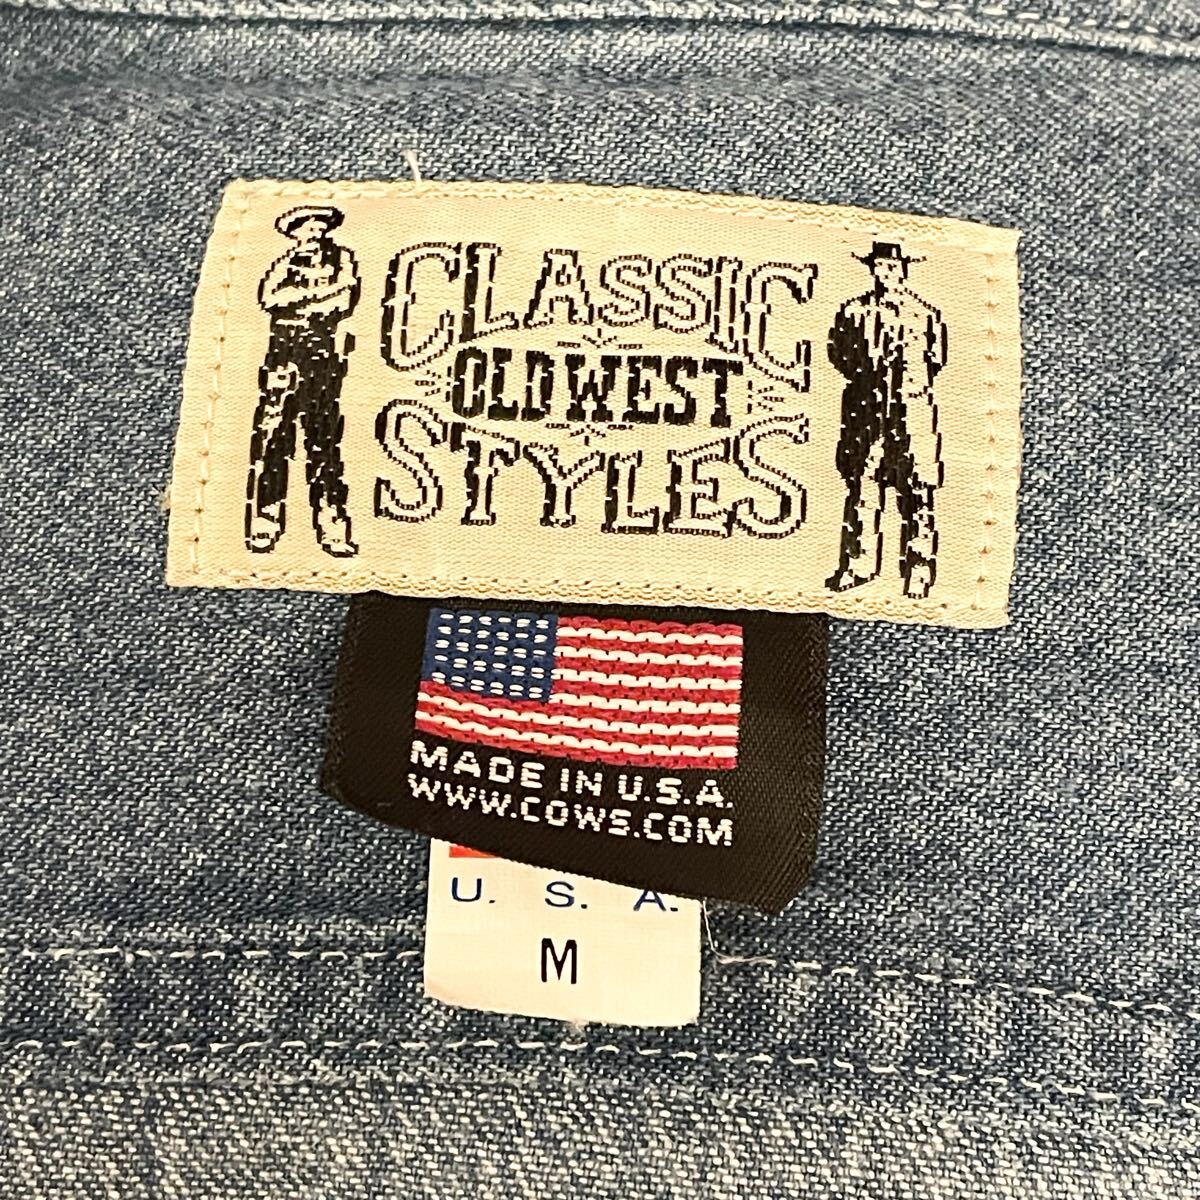 CLASSIC
OLD WEST
STYLES
MADE IN U.S.A.
WWW.COWS.COM
U. S. A.
M